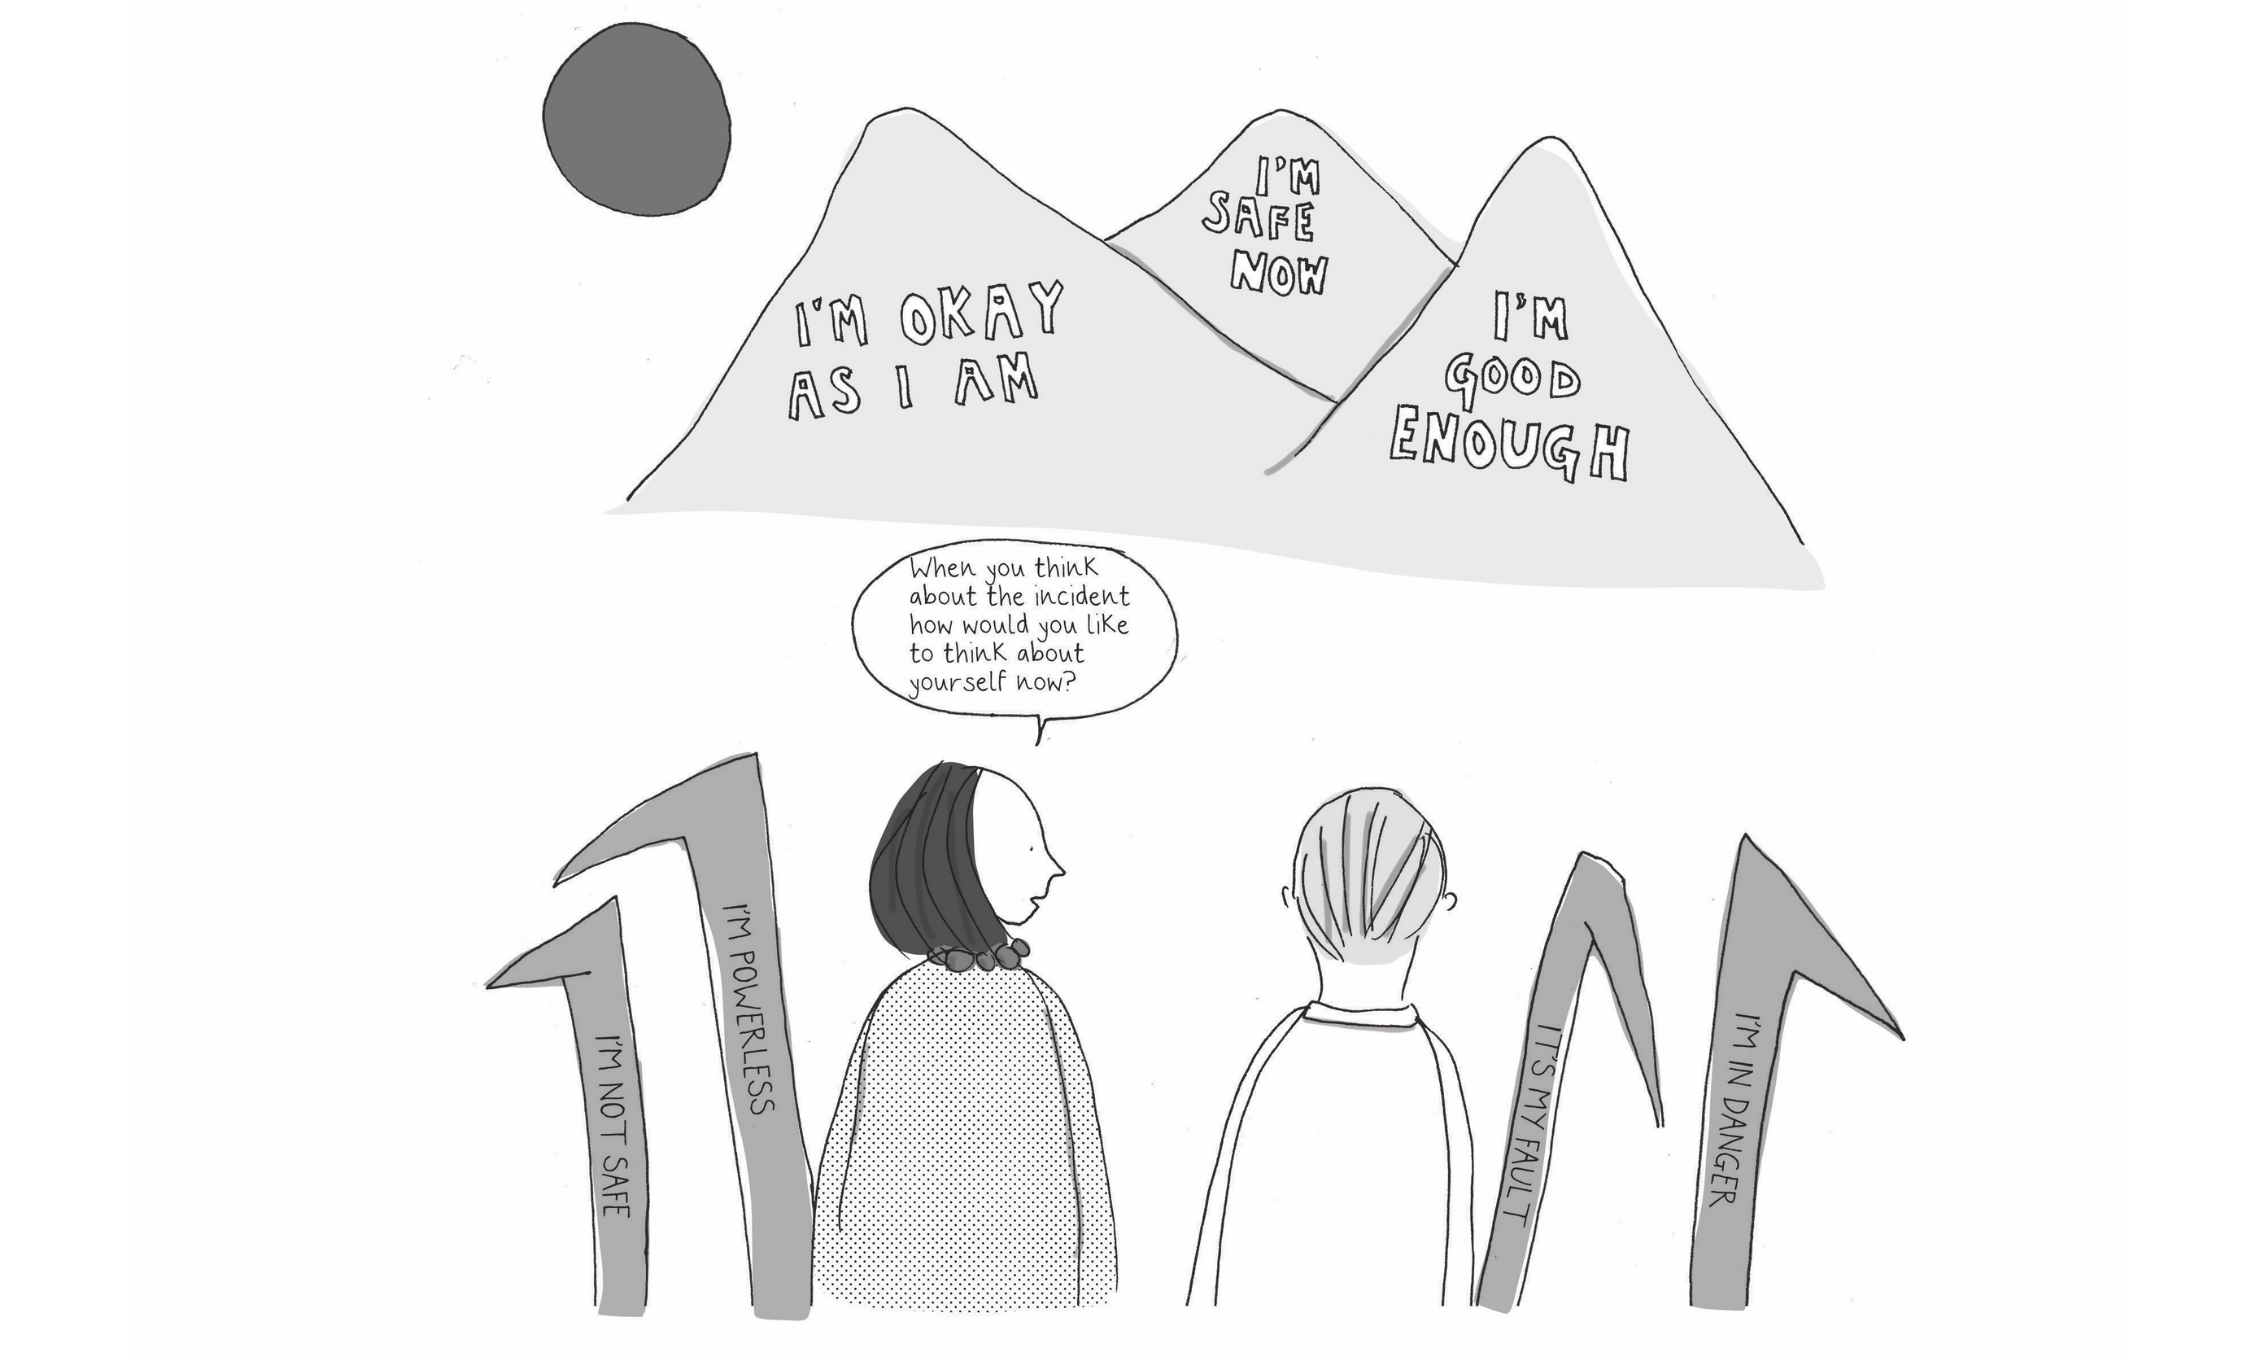 I'M OKAY
AS I AM
I'M
SAFE
NOW
I'M
GOOD
ENOUGH
When you think
about the incident
how would you like
to think about
yourself now?
I'M NOT SAFE
I'M POWERLESS
IT'S MY FAULT
I'M IN DANGER